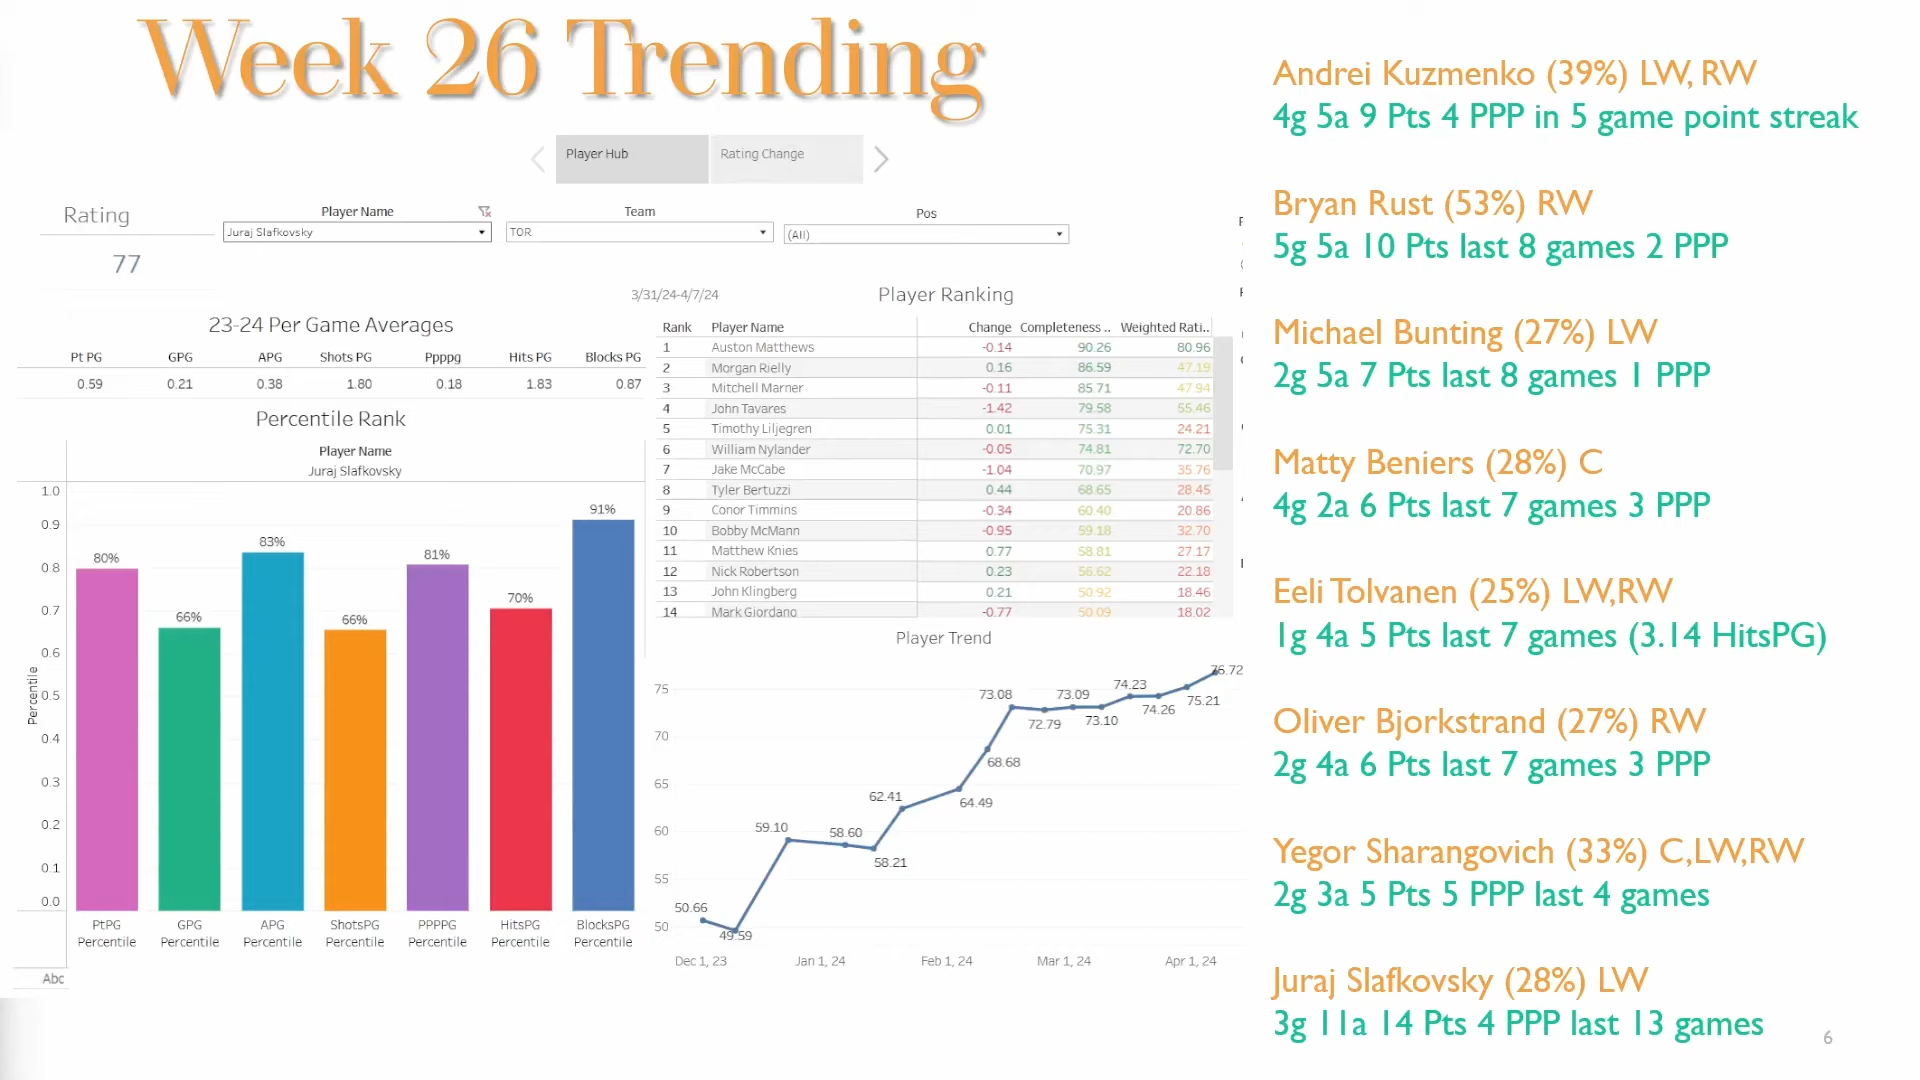 Week 26 Trending
Player Hub
Rating Change
Rating
77
Player Name
Juraj Slafkovsky
Team
TOR
Pos
(All)
23-24 Per Game Averages
Pt PG GPG APG Shots PG Ppppg Hits PG Blocks PG
0.59 0.21 0.38 1.80 0.18 1.83 0.87
Percentile Rank
Player Name
Juraj Slafkovsky
1.0
0.9
0.8
0.7
0.6
0.5
0.4
0.3
0.2
0.1
0.0
Percentile
80%
66%
83%
66%
81%
70%
91%
PtPG Percentile
GPG Percentile
APG Percentile
ShotsPG Percentile
PPPPG Percentile
HitsPG Percentile
BlocksPG Percentile
Abc
3/31/24-4/7/24
Player Ranking
Rank Player Name Change Completeness .. Weighted Rati..
1 Auston Matthews -0.14 90.26 80.96
2 Morgan Rielly 0.16 86.59 47.19
3 Mitchell Marner -0.11 85.71 47.94
4 John Tavares -1.42 79.58 55.46
5 Timothy Liljegren 0.01 75.31 24.21
6 William Nylander -0.05 74.81 72.70
7 Jake McCabe -1.04 70.97 35.76
8 Tyler Bertuzzi 0.44 68.65 28.45
9 Conor Timmins -0.34 60.40 20.86
10 Bobby McMann -0.95 59.18 32.70
11 Matthew Knies 0.77 58.81 27.17
12 Nick Robertson 0.23 56.62 22.18
13 John Klingberg 0.21 50.92 18.46
14 Mark Giordano -0.77 50.09 18.02
Player Trend
75
70
65
60
55
50
50.66
49.59
59.10
58.60
58.21
62.41
64.49
68.68
73.08
72.79
73.09
73.10
74.23
74.26
75.21
76.72
Dec 1, 23
Jan 1, 24
Feb 1, 24
Mar 1, 24
Apr 1, 24
Andrei Kuzmenko (39%) LW, RW
4g 5a 9 Pts 4 PPP in 5 game point streak
Bryan Rust (53%) RW
5g 5a 10 Pts last 8 games 2 PPP
Michael Bunting (27%) LW
2g 5a 7 Pts last 8 games 1 PPP
Matty Beniers (28%) C
4g 2a 6 Pts last 7 games 3 PPP
Eeli Tolvanen (25%) LW,RW
1g 4a 5 Pts last 7 games (3.14 HitsPG)
Oliver Bjorkstrand (27%) RW
2g 4a 6 Pts last 7 games 3 PPP
Yegor Sharangovich (33%) C,LW,RW
2g 3a 5 Pts 5 PPP last 4 games
Juraj Slafkovsky (28%) LW
3g 11a 14 Pts 4 PPP last 13 games
6